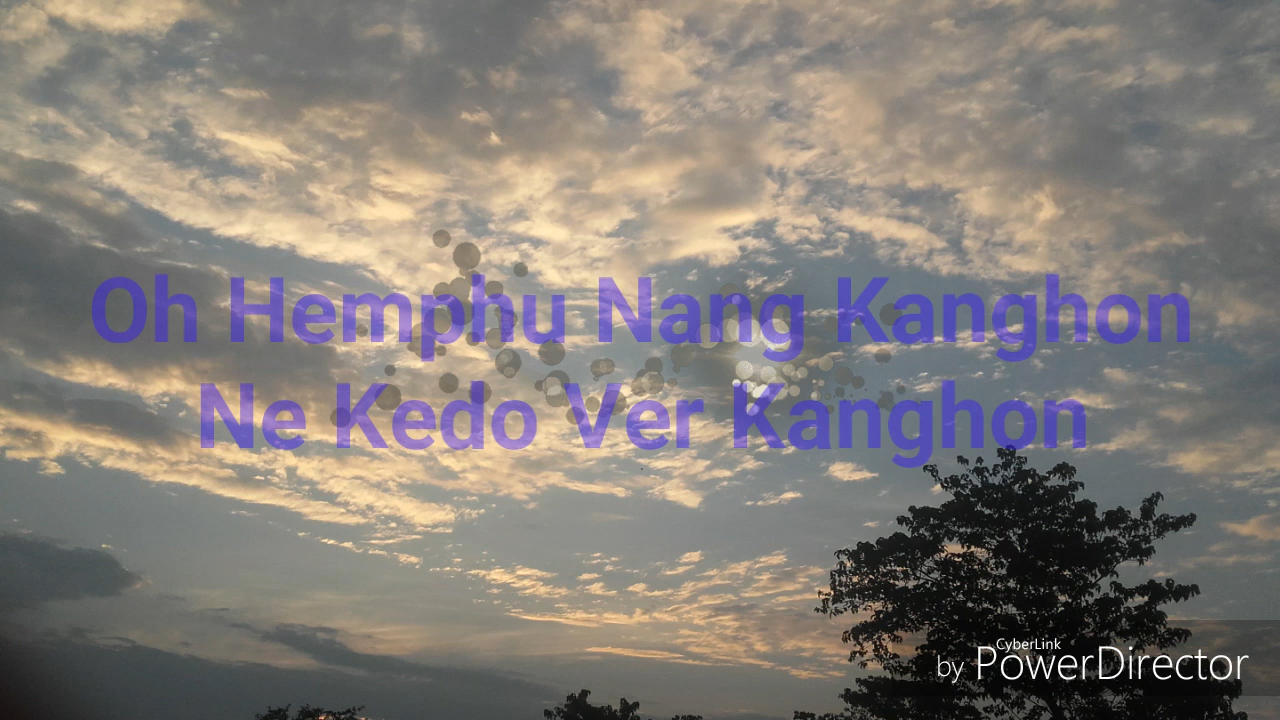 Oh Hemphu Nang Kanghon
Ne Kedo Ver Kanghon
CyberLink
by PowerDirector